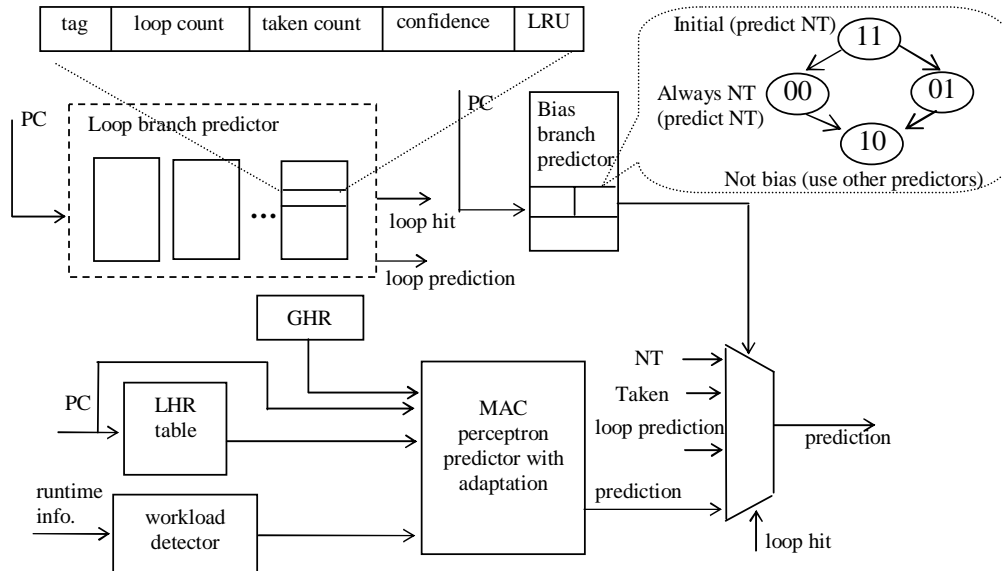 tag loop count taken count confidence LRU
Initial (predict NT)
11
00
01
Always NT
(predict NT)
10
Not bias (use other predictors)
PC
Loop branch predictor
...
loop hit
loop prediction
PC
Bias
branch
predictor
GHR
PC
LHR
table
runtime
info.
workload
detector
MAC
perceptron
predictor with
adaptation
prediction
NT
Taken
loop prediction
loop hit
prediction